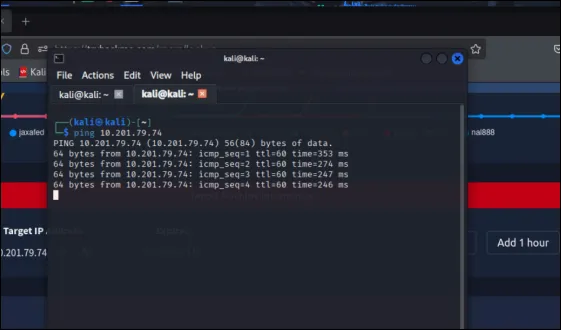 kali@kali: ~
File Actions Edit View Help
kali@kali: ~ kali@kali: ~
ls Kali
┌──(kali㉿kali)-[~]
└─$ ping 10.201.79.74
PING 10.201.79.74 (10.201.79.74) 56(84) bytes of data.
64 bytes from 10.201.79.74: icmp_seq=1 ttl=60 time=353 ms
64 bytes from 10.201.79.74: icmp_seq=2 ttl=60 time=274 ms
64 bytes from 10.201.79.74: icmp_seq=3 ttl=60 time=247 ms
64 bytes from 10.201.79.74: icmp_seq=4 ttl=60 time=246 ms
jaxafed
nal888
Target IP
0.201.79.74
Add 1 hour